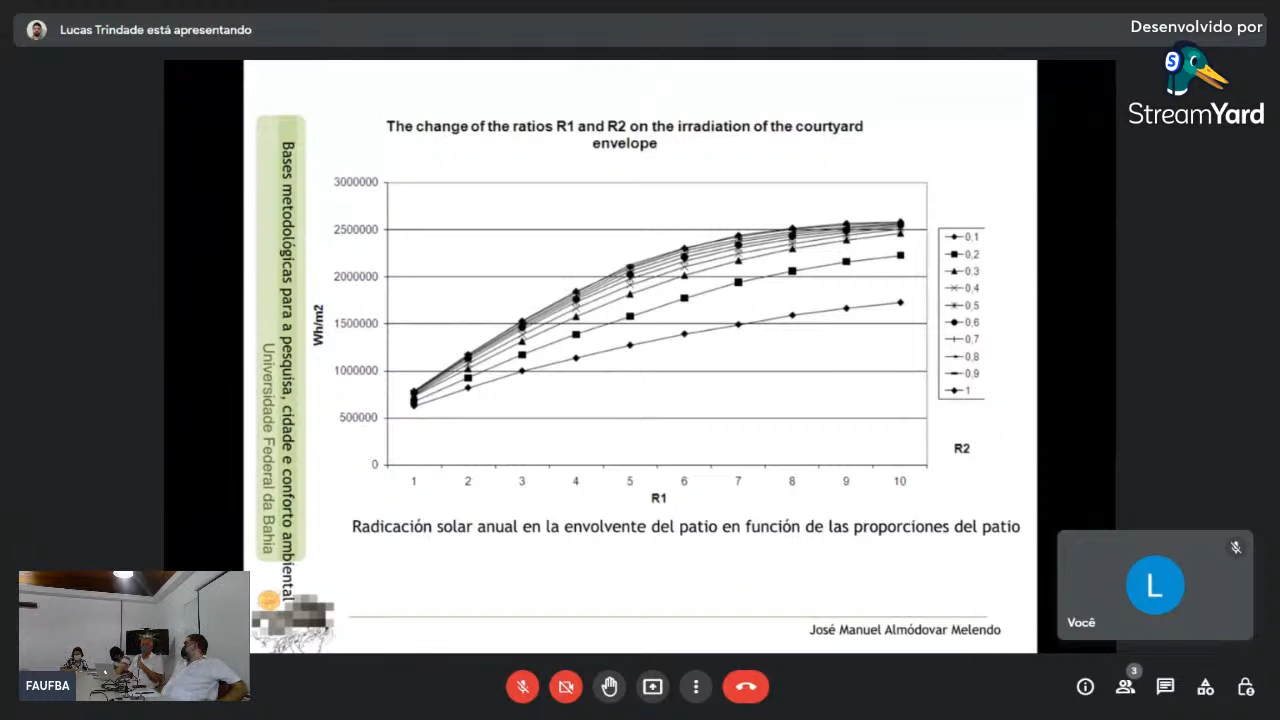 Lucas Trindade está apresentando
Desenvolvido por
StreamYard
The change of the ratios R1 and R2 on the irradiation of the courtyard
envelope
Bases metodológicas para a pesquisa, cidade e conforto ambiental
Universidade Federal da Bahia
3000000
2500000
2000000
1500000
1000000
500000
0
Wh/m2
1 2 3 4 5 6 7 8 9 10
R1
0,1
0,2
0,3
0,4
0,5
0,6
0,7
0,8
0,9
1
R2
Radicación solar anual en la envolvente del patio en función de las proporciones del patio
José Manuel Almódovar Melendo
L
Você
FAUFBA
3